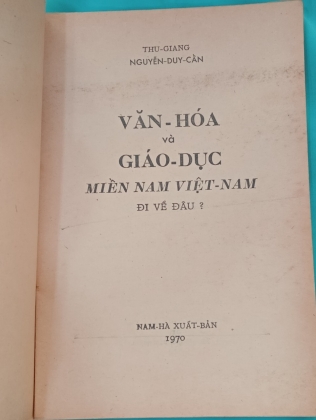 THU-GIANG
NGUYỄN-DUY-CẦN
VĂN-HÓA
và
GIÁO-DỤC
MIỀN NAM VIỆT-NAM
ĐI VỀ ĐÂU ?
NAM-HÀ XUẤT-BẢN
1970